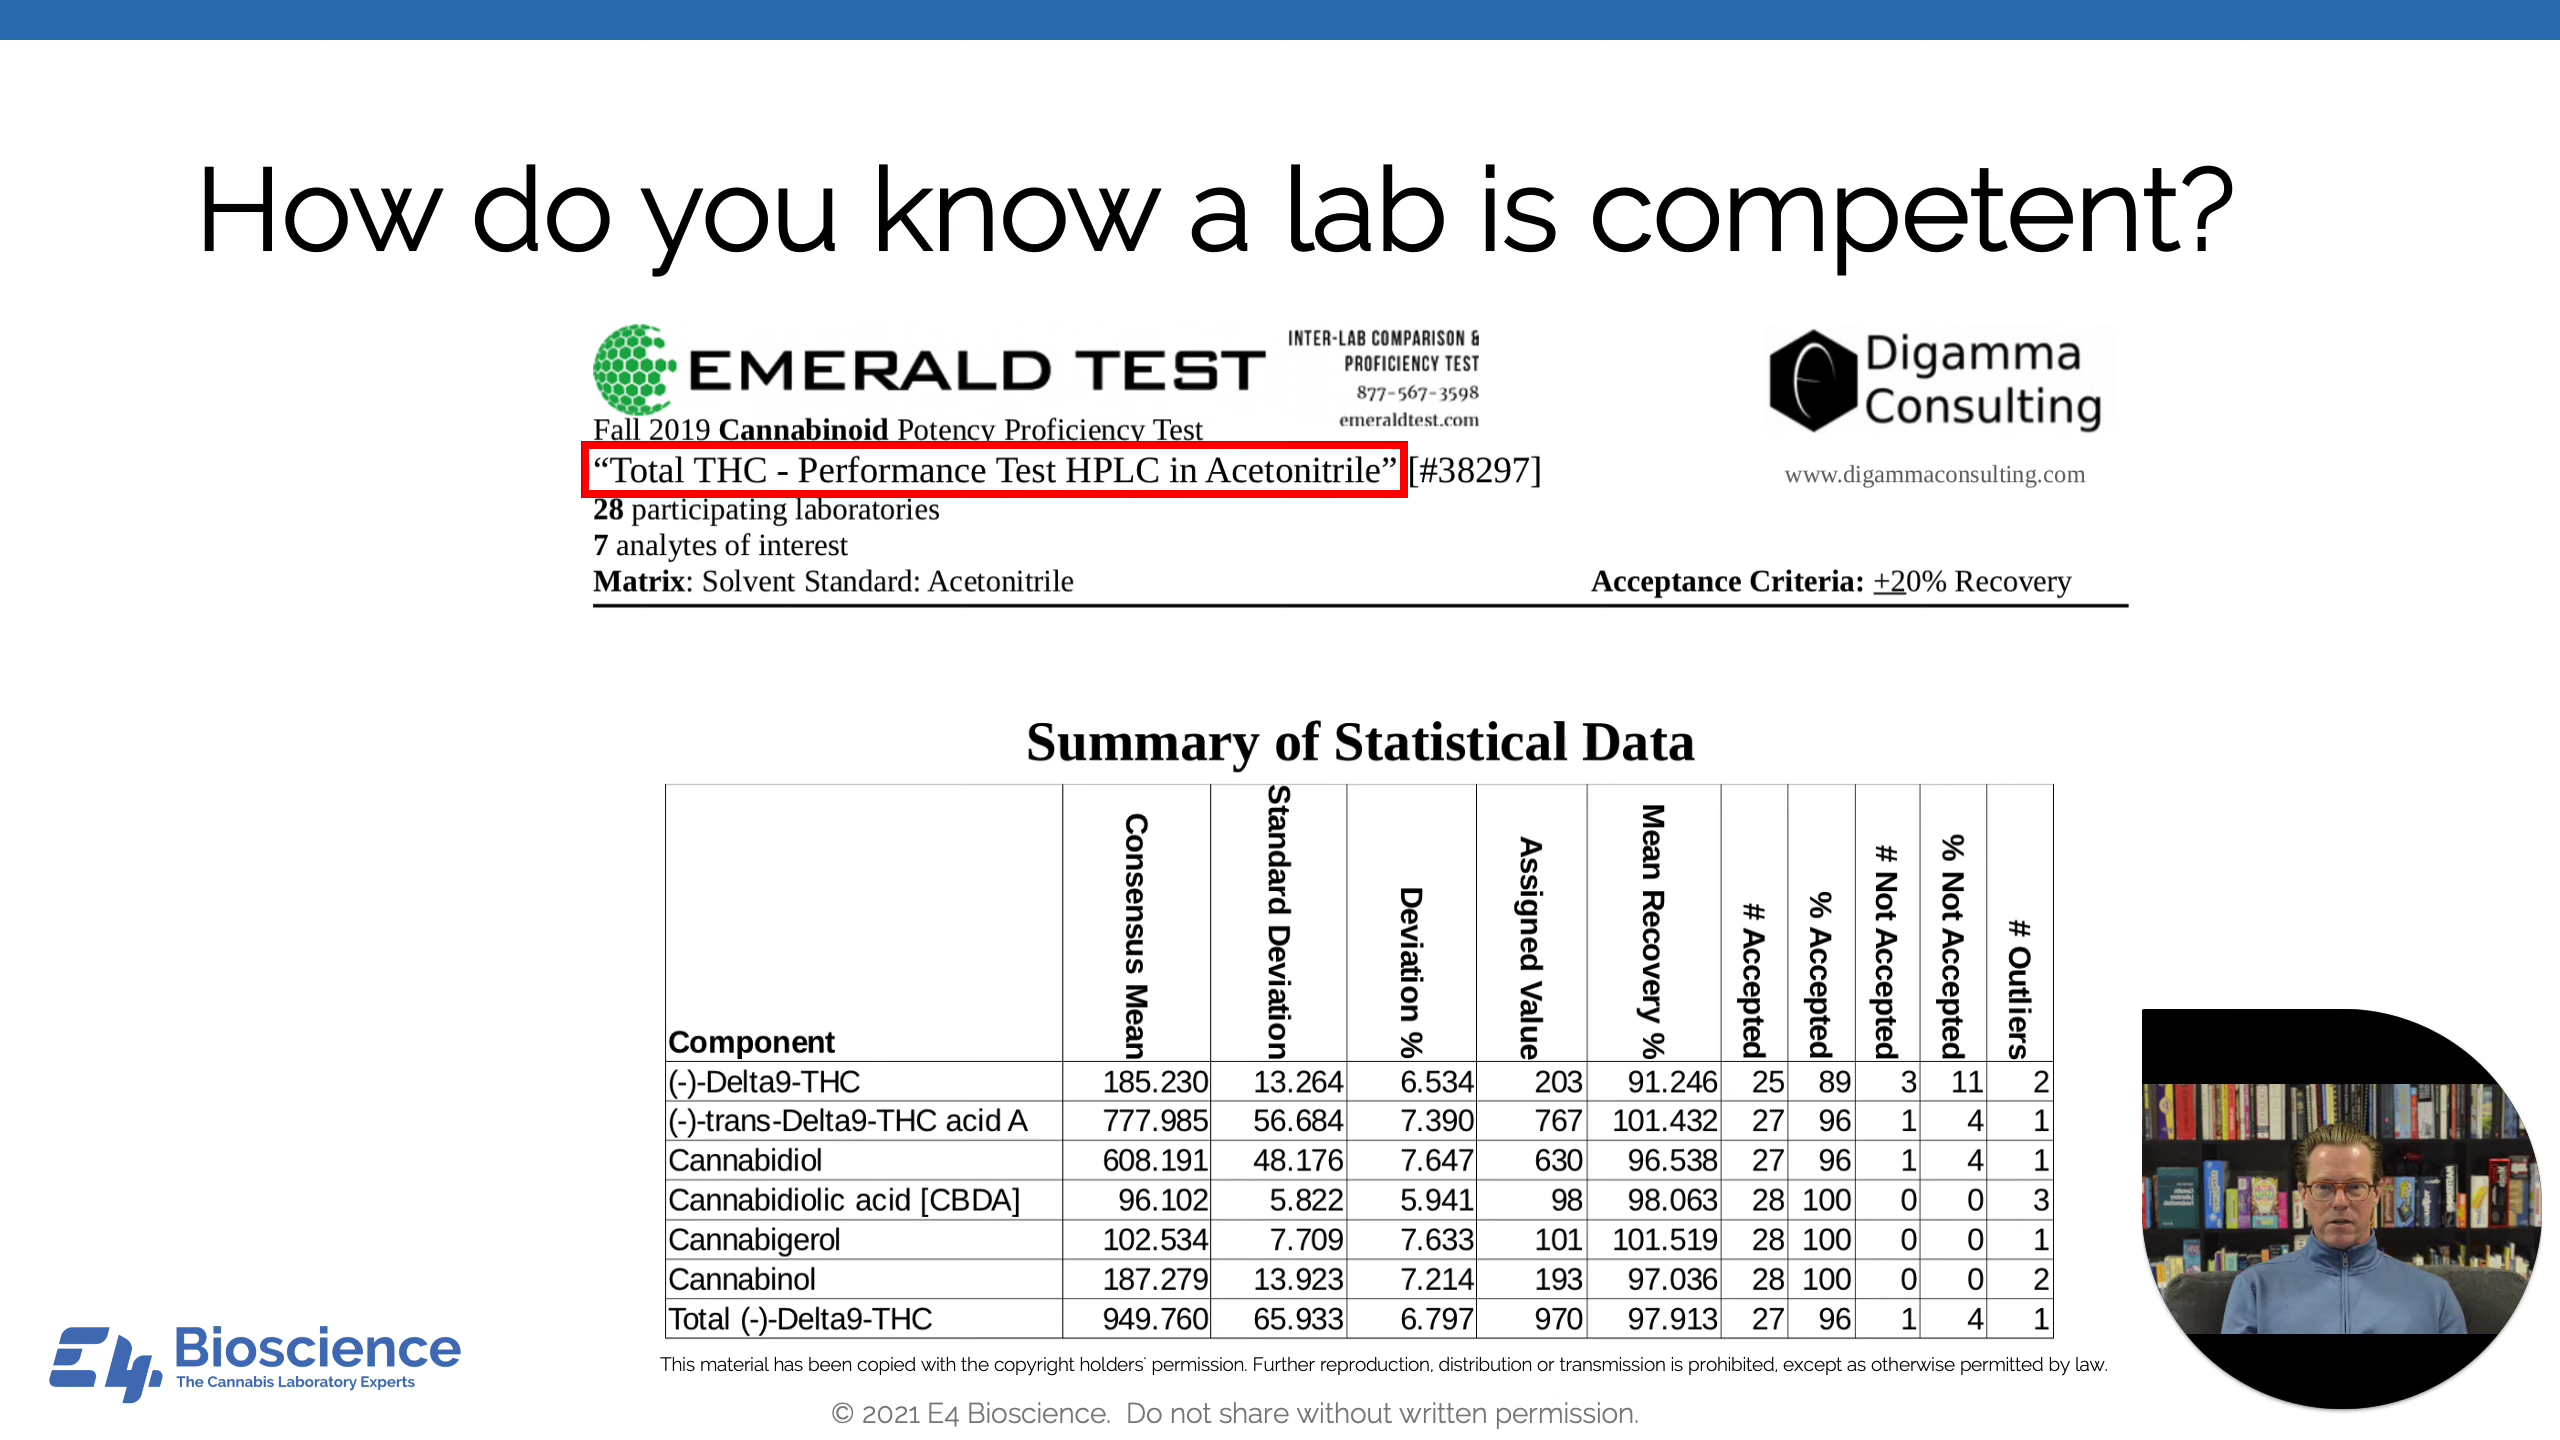 How do you know a lab is competent?
EMERALD TEST
INTER-LAB COMPARISON &
PROFICIENCY TEST
877-567-3598
emeraldtest.com
Digamma
Consulting
www.digammaconsulting.com
Fall 2019 Cannabinoid Potency Proficiency Test
“Total THC - Performance Test HPLC in Acetonitrile” [#38297]
28 participating laboratories
7 analytes of interest
Matrix: Solvent Standard: Acetonitrile
Acceptance Criteria: +20% Recovery
Summary of Statistical Data
Component Consensus Mean Standard Deviation Deviation % Assigned Value Mean Recovery % # Accepted % Accepted # Not Accepted % Not Accepted # Outliers
(-)-Delta9-THC 185.230 13.264 6.534 203 91.246 25 89 3 11 2
(-)-trans-Delta9-THC acid A 777.985 56.684 7.390 767 101.432 27 96 1 4 1
Cannabidiol 608.191 48.176 7.647 630 96.538 27 96 1 4 1
Cannabidiolic acid [CBDA] 96.102 5.822 5.941 98 98.063 28 100 0 0 3
Cannabigerol 102.534 7.709 7.633 101 101.519 28 100 0 0 1
Cannabinol 187.279 13.923 7.214 193 97.036 28 100 0 0 2
Total (-)-Delta9-THC 949.760 65.933 6.797 970 97.913 27 96 1 4 1
This material has been copied with the copyright holders' permission. Further reproduction, distribution or transmission is prohibited, except as otherwise permitted by law.
E4 Bioscience
The Cannabis Laboratory Experts
© 2021 E4 Bioscience. Do not share without written permission.